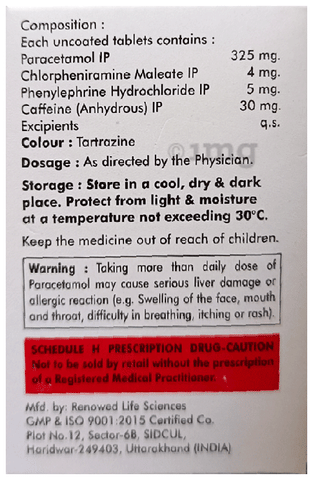 Composition :
Each uncoated tablets contains :
Paracetamol IP 325 mg.
Chlorpheniramine Maleate IP 4 mg.
Phenylephrine Hydrochloride IP 5 mg.
Caffeine (Anhydrous) IP 30 mg.
Excipients q.s.
Colour : Tartrazine
1mg
Dosage : As directed by the Physician.
Storage : Store in a cool, dry & dark
place. Protect from light & moisture
at a temperature not exceeding 30°C.
Keep the medicine out of reach of children.
Warning : Taking more than daily dose of
Paracetamol may cause serious liver damage or
allergic reaction (e.g. Swelling of the face, mouth
and throat, difficulty in breathing, itching or rash).
SCHEDULE H PRESCRIPTION DRUG-CAUTION
Not to be sold by retail without the prescription
of a Registered Medical Practitioner.
Mfd. by: Renowed Life Sciences
GMP & ISO 9001:2015 Certified Co.
Plot No.12, Sector-6B, SIDCUL,
Haridwar-249403, Uttarakhand (INDIA)